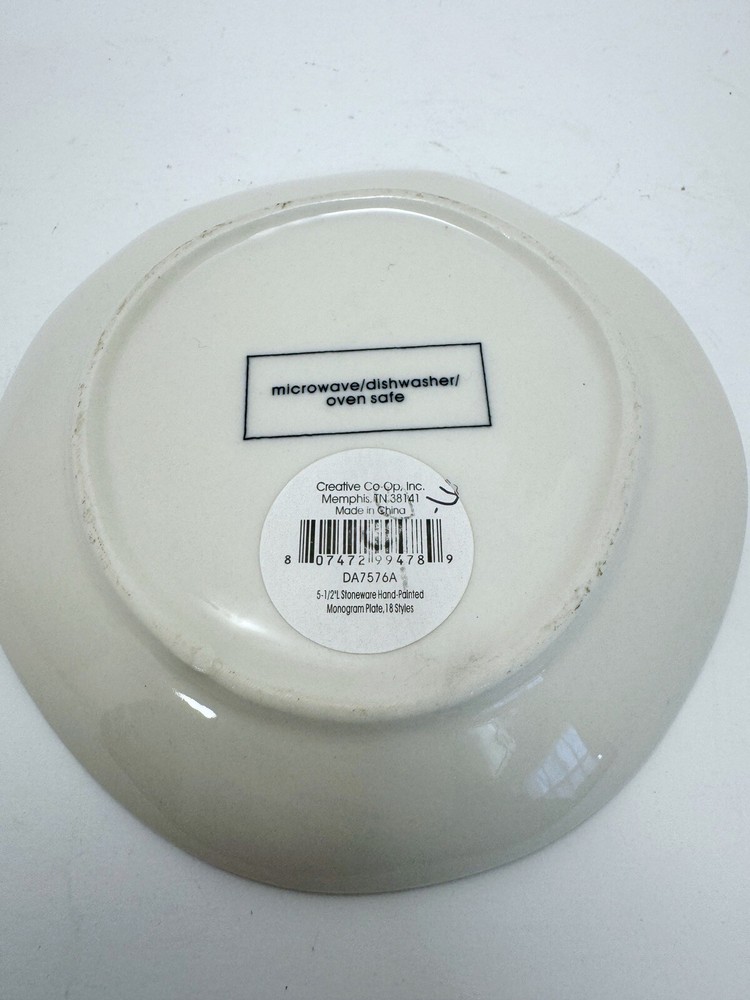 microwave/dishwasher/
oven safe
Creative Co-Op, Inc.
Memphis, TN 38141
Made in China
8 07472 99478 9
DA7576A
5-1/2"L Stoneware Hand-Painted
Monogram Plate,18 Styles